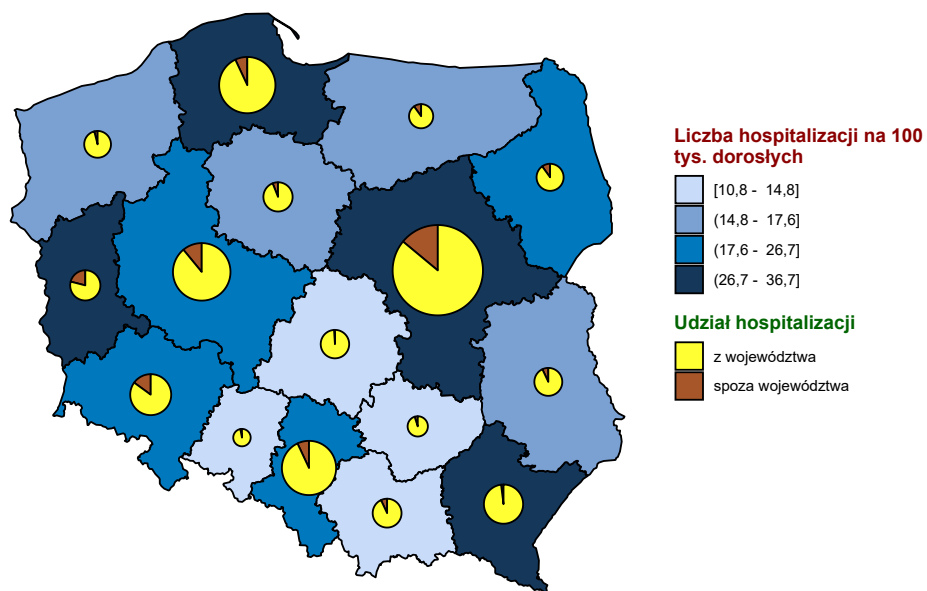 Liczba hospitalizacji na 100
tys. dorosłych
[10,8 - 14,8]
(14,8 - 17,6]
(17,6 - 26,7]
(26,7 - 36,7]
Udział hospitalizacji
z województwa
spoza województwa